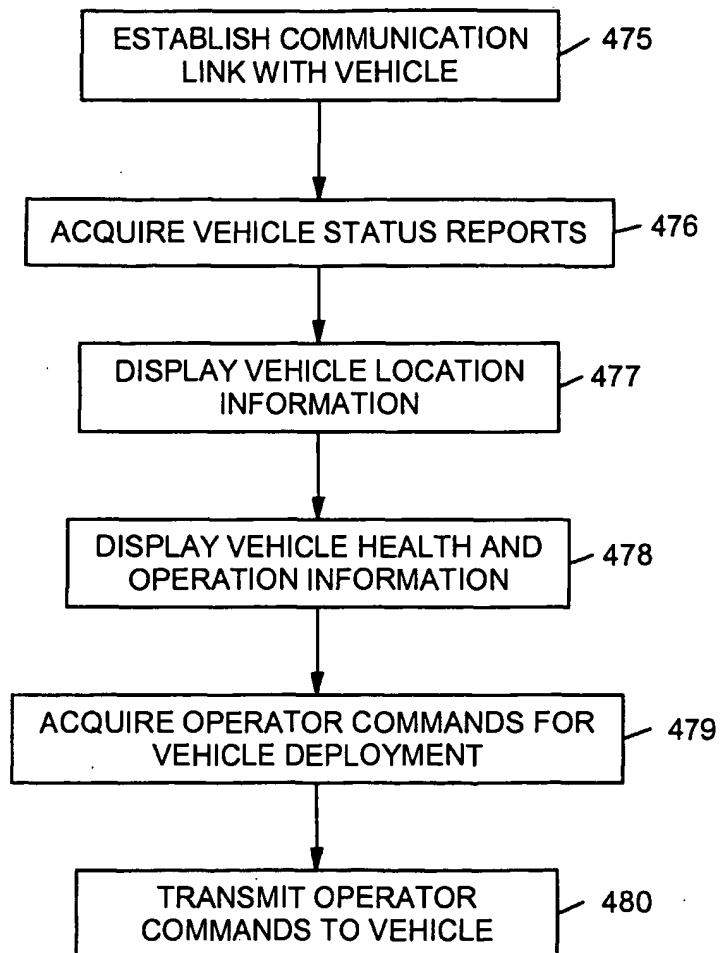 ESTABLISH COMMUNICATION
LINK WITH VEHICLE
475
ACQUIRE VEHICLE STATUS REPORTS
476
DISPLAY VEHICLE LOCATION
INFORMATION
477
DISPLAY VEHICLE HEALTH AND
OPERATION INFORMATION
478
ACQUIRE OPERATOR COMMANDS FOR
VEHICLE DEPLOYMENT
479
TRANSMIT OPERATOR
COMMANDS TO VEHICLE
480